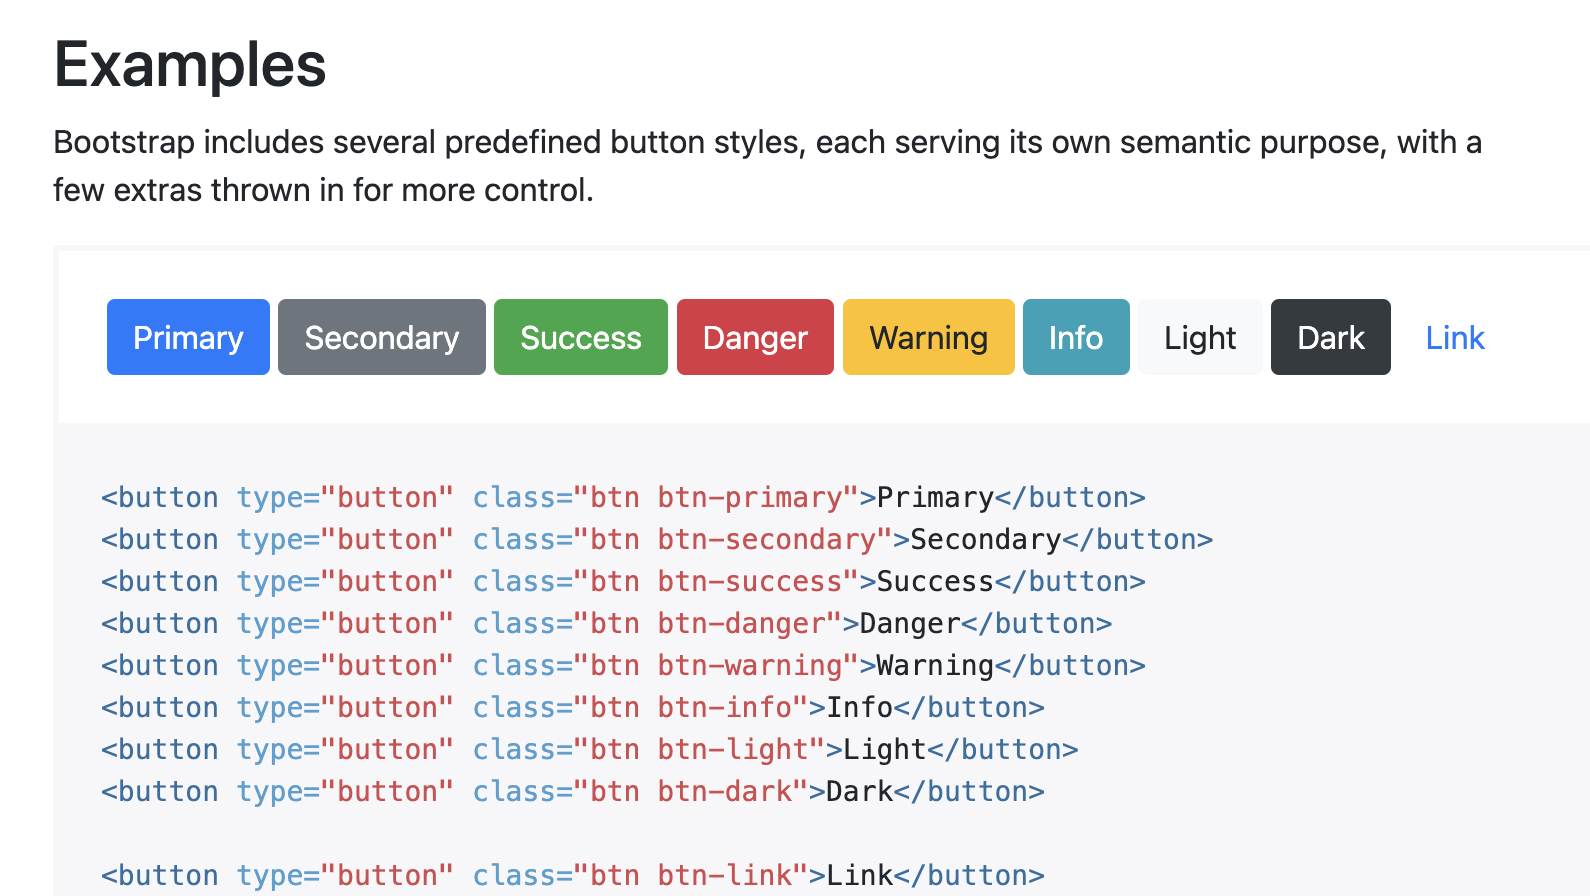 Examples
Bootstrap includes several predefined button styles, each serving its own semantic purpose, with a
few extras thrown in for more control.
Primary Secondary Success Danger Warning Info Light Dark Link
<button type="button" class="btn btn-primary">Primary</button>
<button type="button" class="btn btn-secondary">Secondary</button>
<button type="button" class="btn btn-success">Success</button>
<button type="button" class="btn btn-danger">Danger</button>
<button type="button" class="btn btn-warning">Warning</button>
<button type="button" class="btn btn-info">Info</button>
<button type="button" class="btn btn-light">Light</button>
<button type="button" class="btn btn-dark">Dark</button>
<button type="button" class="btn btn-link">Link</button>